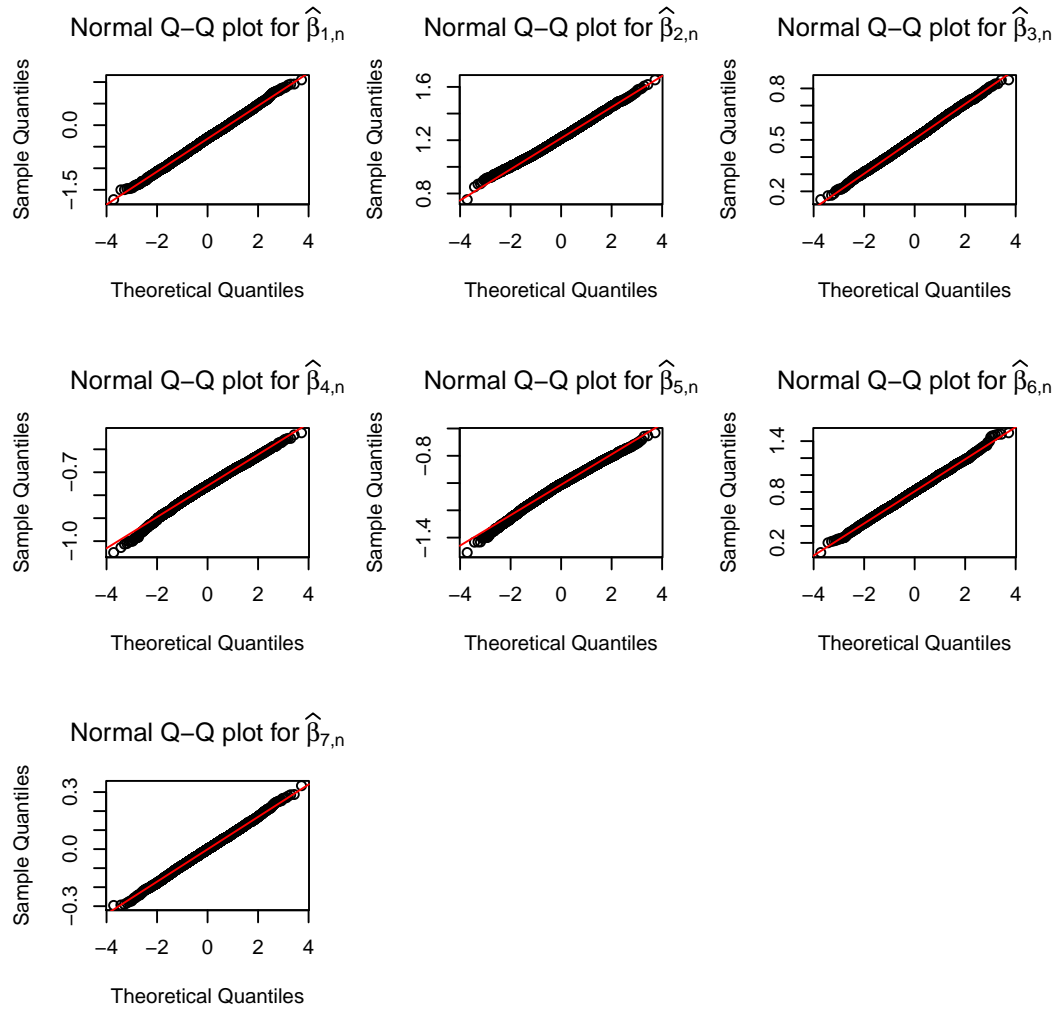 Normal Q−Q plot for β̂1,n
Sample Quantiles
−1.5 0.0
−4 −2 0 2 4
Theoretical Quantiles
Normal Q−Q plot for β̂2,n
Sample Quantiles
0.8 1.2 1.6
−4 −2 0 2 4
Theoretical Quantiles
Normal Q−Q plot for β̂3,n
Sample Quantiles
0.2 0.5 0.8
−4 −2 0 2 4
Theoretical Quantiles
Normal Q−Q plot for β̂4,n
Sample Quantiles
−1.0 −0.7
−4 −2 0 2 4
Theoretical Quantiles
Normal Q−Q plot for β̂5,n
Sample Quantiles
−1.4 −0.8
−4 −2 0 2 4
Theoretical Quantiles
Normal Q−Q plot for β̂6,n
Sample Quantiles
0.2 0.8 1.4
−4 −2 0 2 4
Theoretical Quantiles
Normal Q−Q plot for β̂7,n
Sample Quantiles
−0.3 0.0 0.3
−4 −2 0 2 4
Theoretical Quantiles